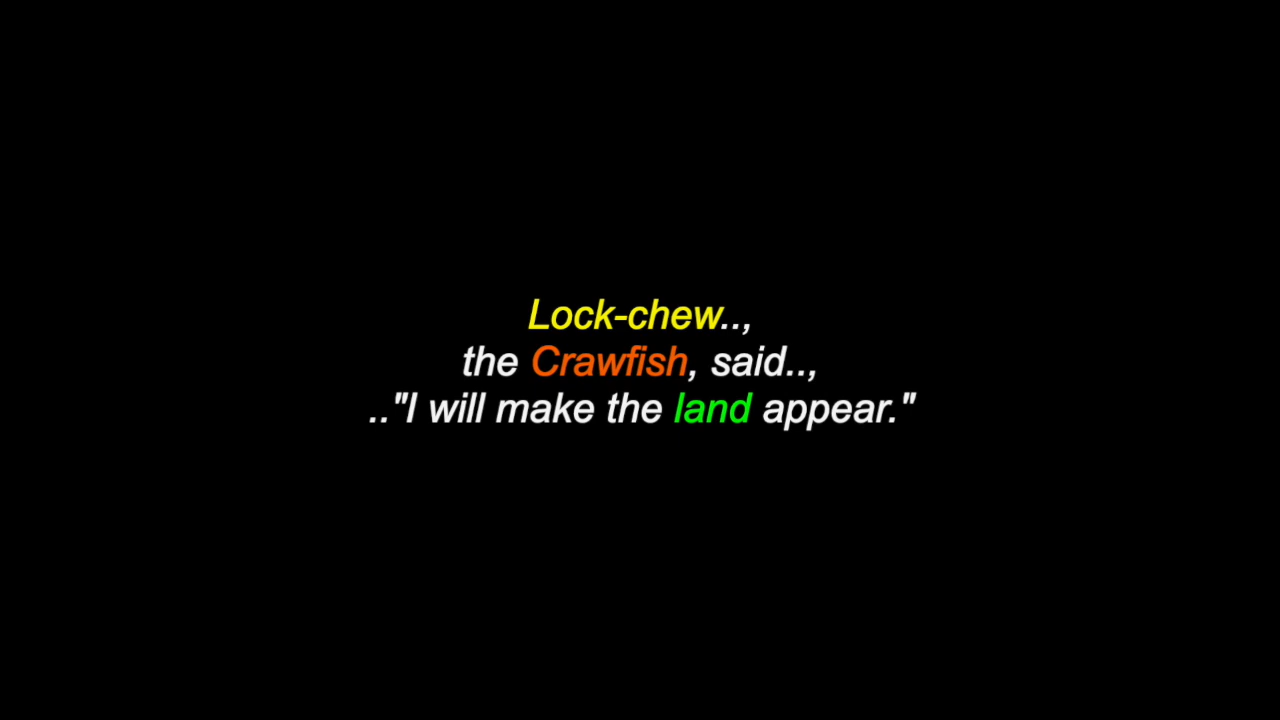 Lock-chew..,
the Crawfish, said..,
.."I will make the land appear."